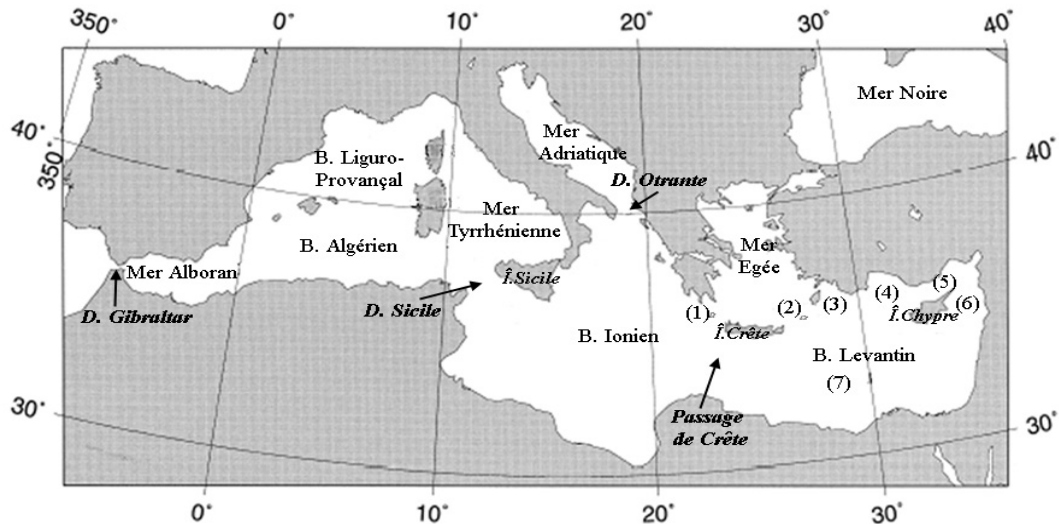 350°
0°
10°
20°
30°
40°
Mer Noire
40°
350°
Mer
Adriatique
B. Liguro-
Provançal
D. Otrante
40°
Mer
Tyrrhénienne
B. Algérien
Mer
Egée
Mer Alboran
Î.Sicile
D. Gibraltar
D. Sicile
(1)
(2)
(3)
(4)
(5)
(6)
Î.Chypre
Î.Crête
B. Ionien
B. Levantin
(7)
30°
Passage
de Crête
30°
0°
10°
20°
30°